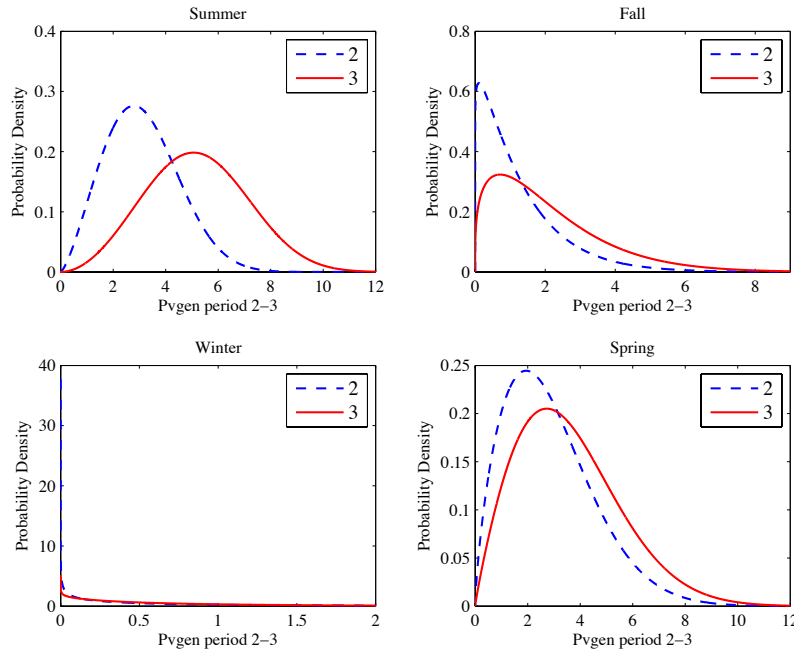 Summer
0.4
0.3
0.2
0.1
0
Probability Density
0 2 4 6 8 10 12
Pvgen period 2−3
2
3
Fall
0.8
0.6
0.4
0.2
0
Probability Density
0 2 4 6 8
Pvgen period 2−3
2
3
Winter
40
30
20
10
0
Probability Density
0 0.5 1 1.5 2
Pvgen period 2−3
2
3
Spring
0.25
0.2
0.15
0.1
0.05
0
Probability Density
0 2 4 6 8 10 12
Pvgen period 2−3
2
3